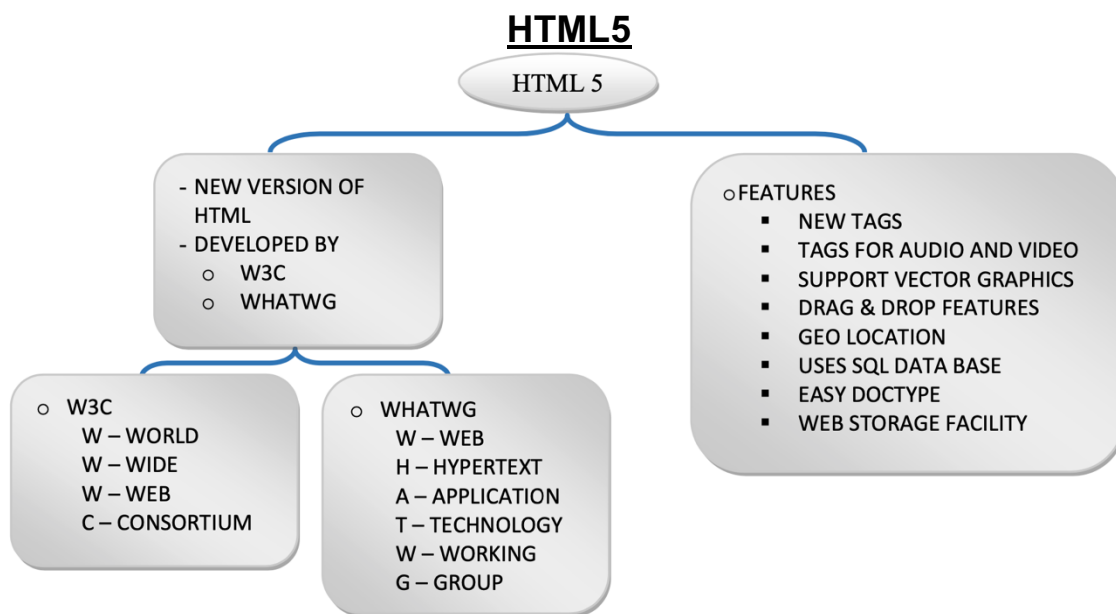 HTML5
HTML 5
- NEW VERSION OF
HTML
- DEVELOPED BY
○ W3C
○ WHATWG
○ FEATURES
▪ NEW TAGS
▪ TAGS FOR AUDIO AND VIDEO
▪ SUPPORT VECTOR GRAPHICS
▪ DRAG & DROP FEATURES
▪ GEO LOCATION
▪ USES SQL DATA BASE
▪ EASY DOCTYPE
▪ WEB STORAGE FACILITY
○ W3C
W – WORLD
W – WIDE
W – WEB
C – CONSORTIUM
○ WHATWG
W – WEB
H – HYPERTEXT
A – APPLICATION
T – TECHNOLOGY
W – WORKING
G – GROUP